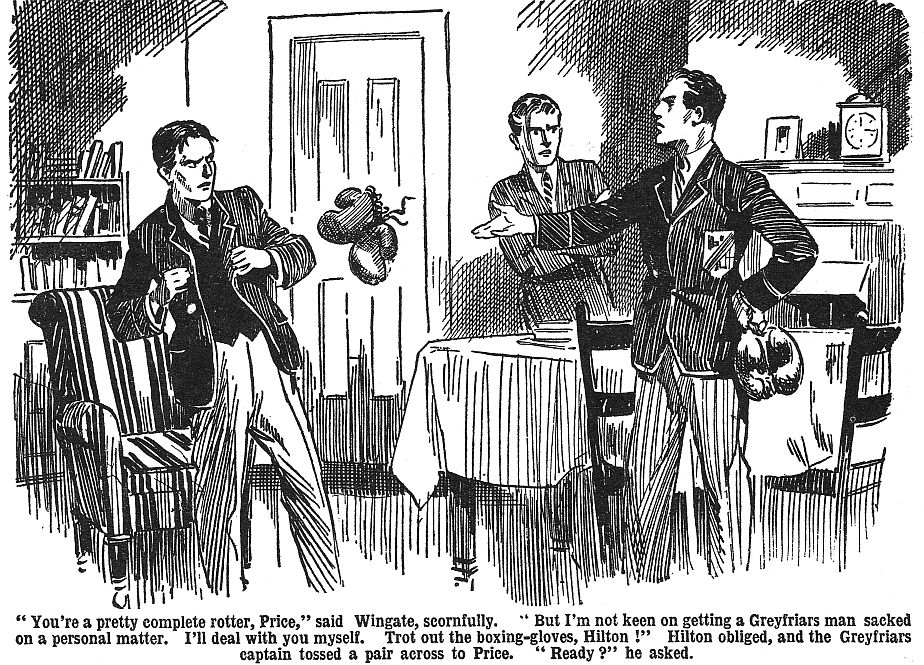 " You're a pretty complete rotter, Price," said Wingate, scornfully. " But I'm not keen on getting a Greyfriars man sacked
on a personal matter. I'll deal with you myself. Trot out the boxing-gloves, Hilton !" Hilton obliged, and the Greyfriars
captain tossed a pair across to Price. " Ready ?" he asked.